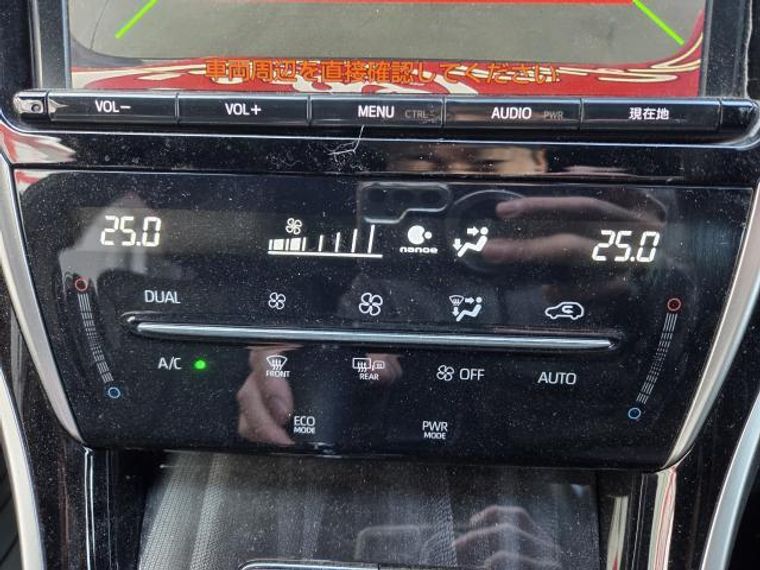 車両周辺を直接確認してください
VOL− VOL+ MENU CTRL AUDIO PWR 現在地
25.0 nanoe 25.0
DUAL
A/C FRONT REAR OFF AUTO
ECO MODE PWR MODE